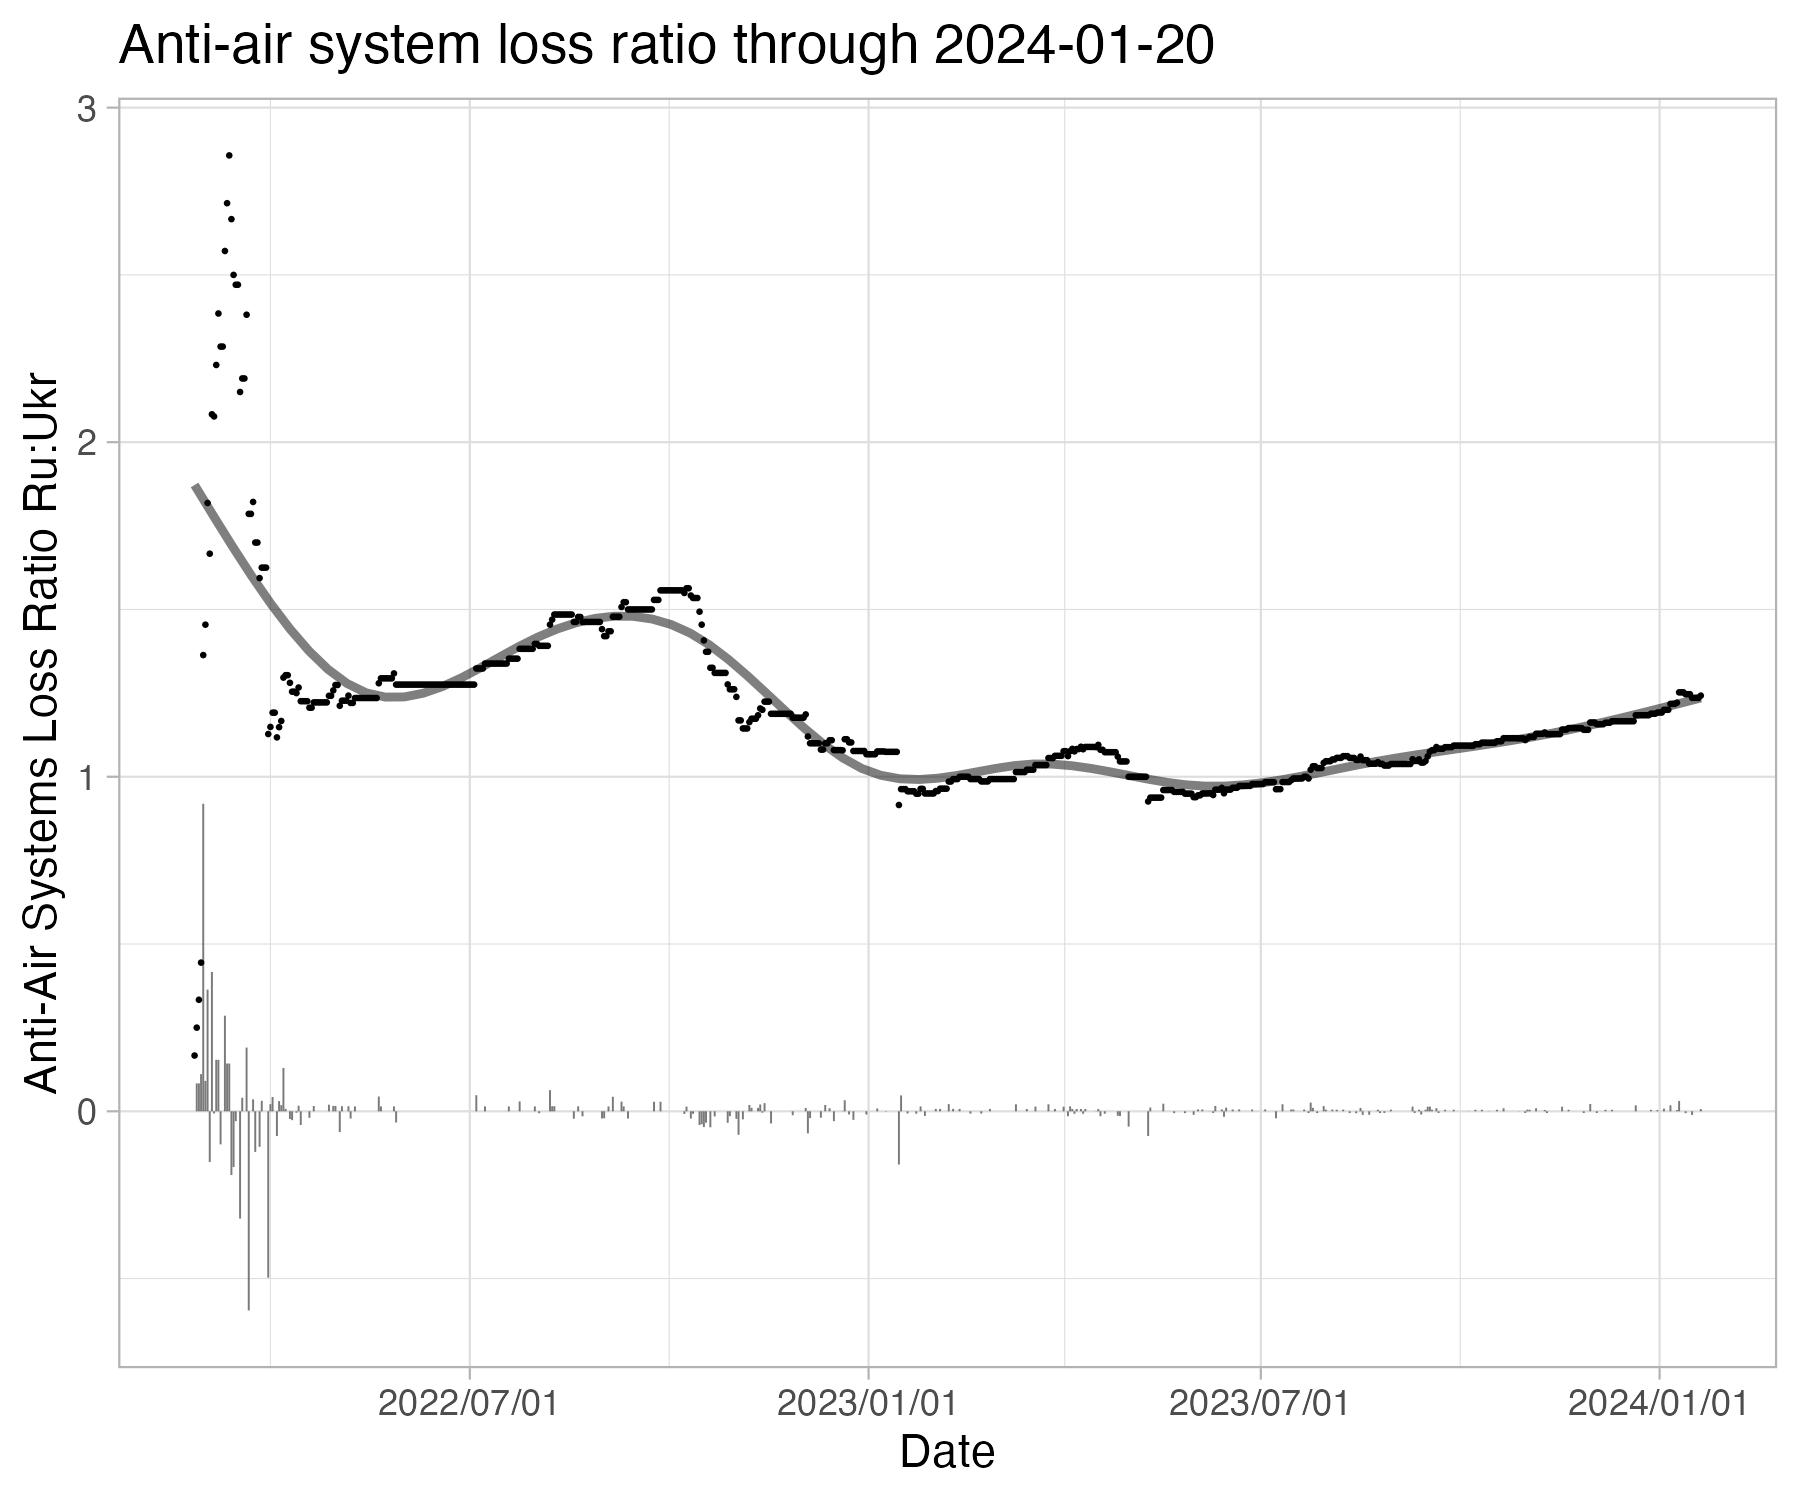 Anti-air system loss ratio through 2024-01-20
Anti-Air Systems Loss Ratio Ru:Ukr
3
2
1
0
2022/07/01
2023/01/01
2023/07/01
2024/01/01
Date